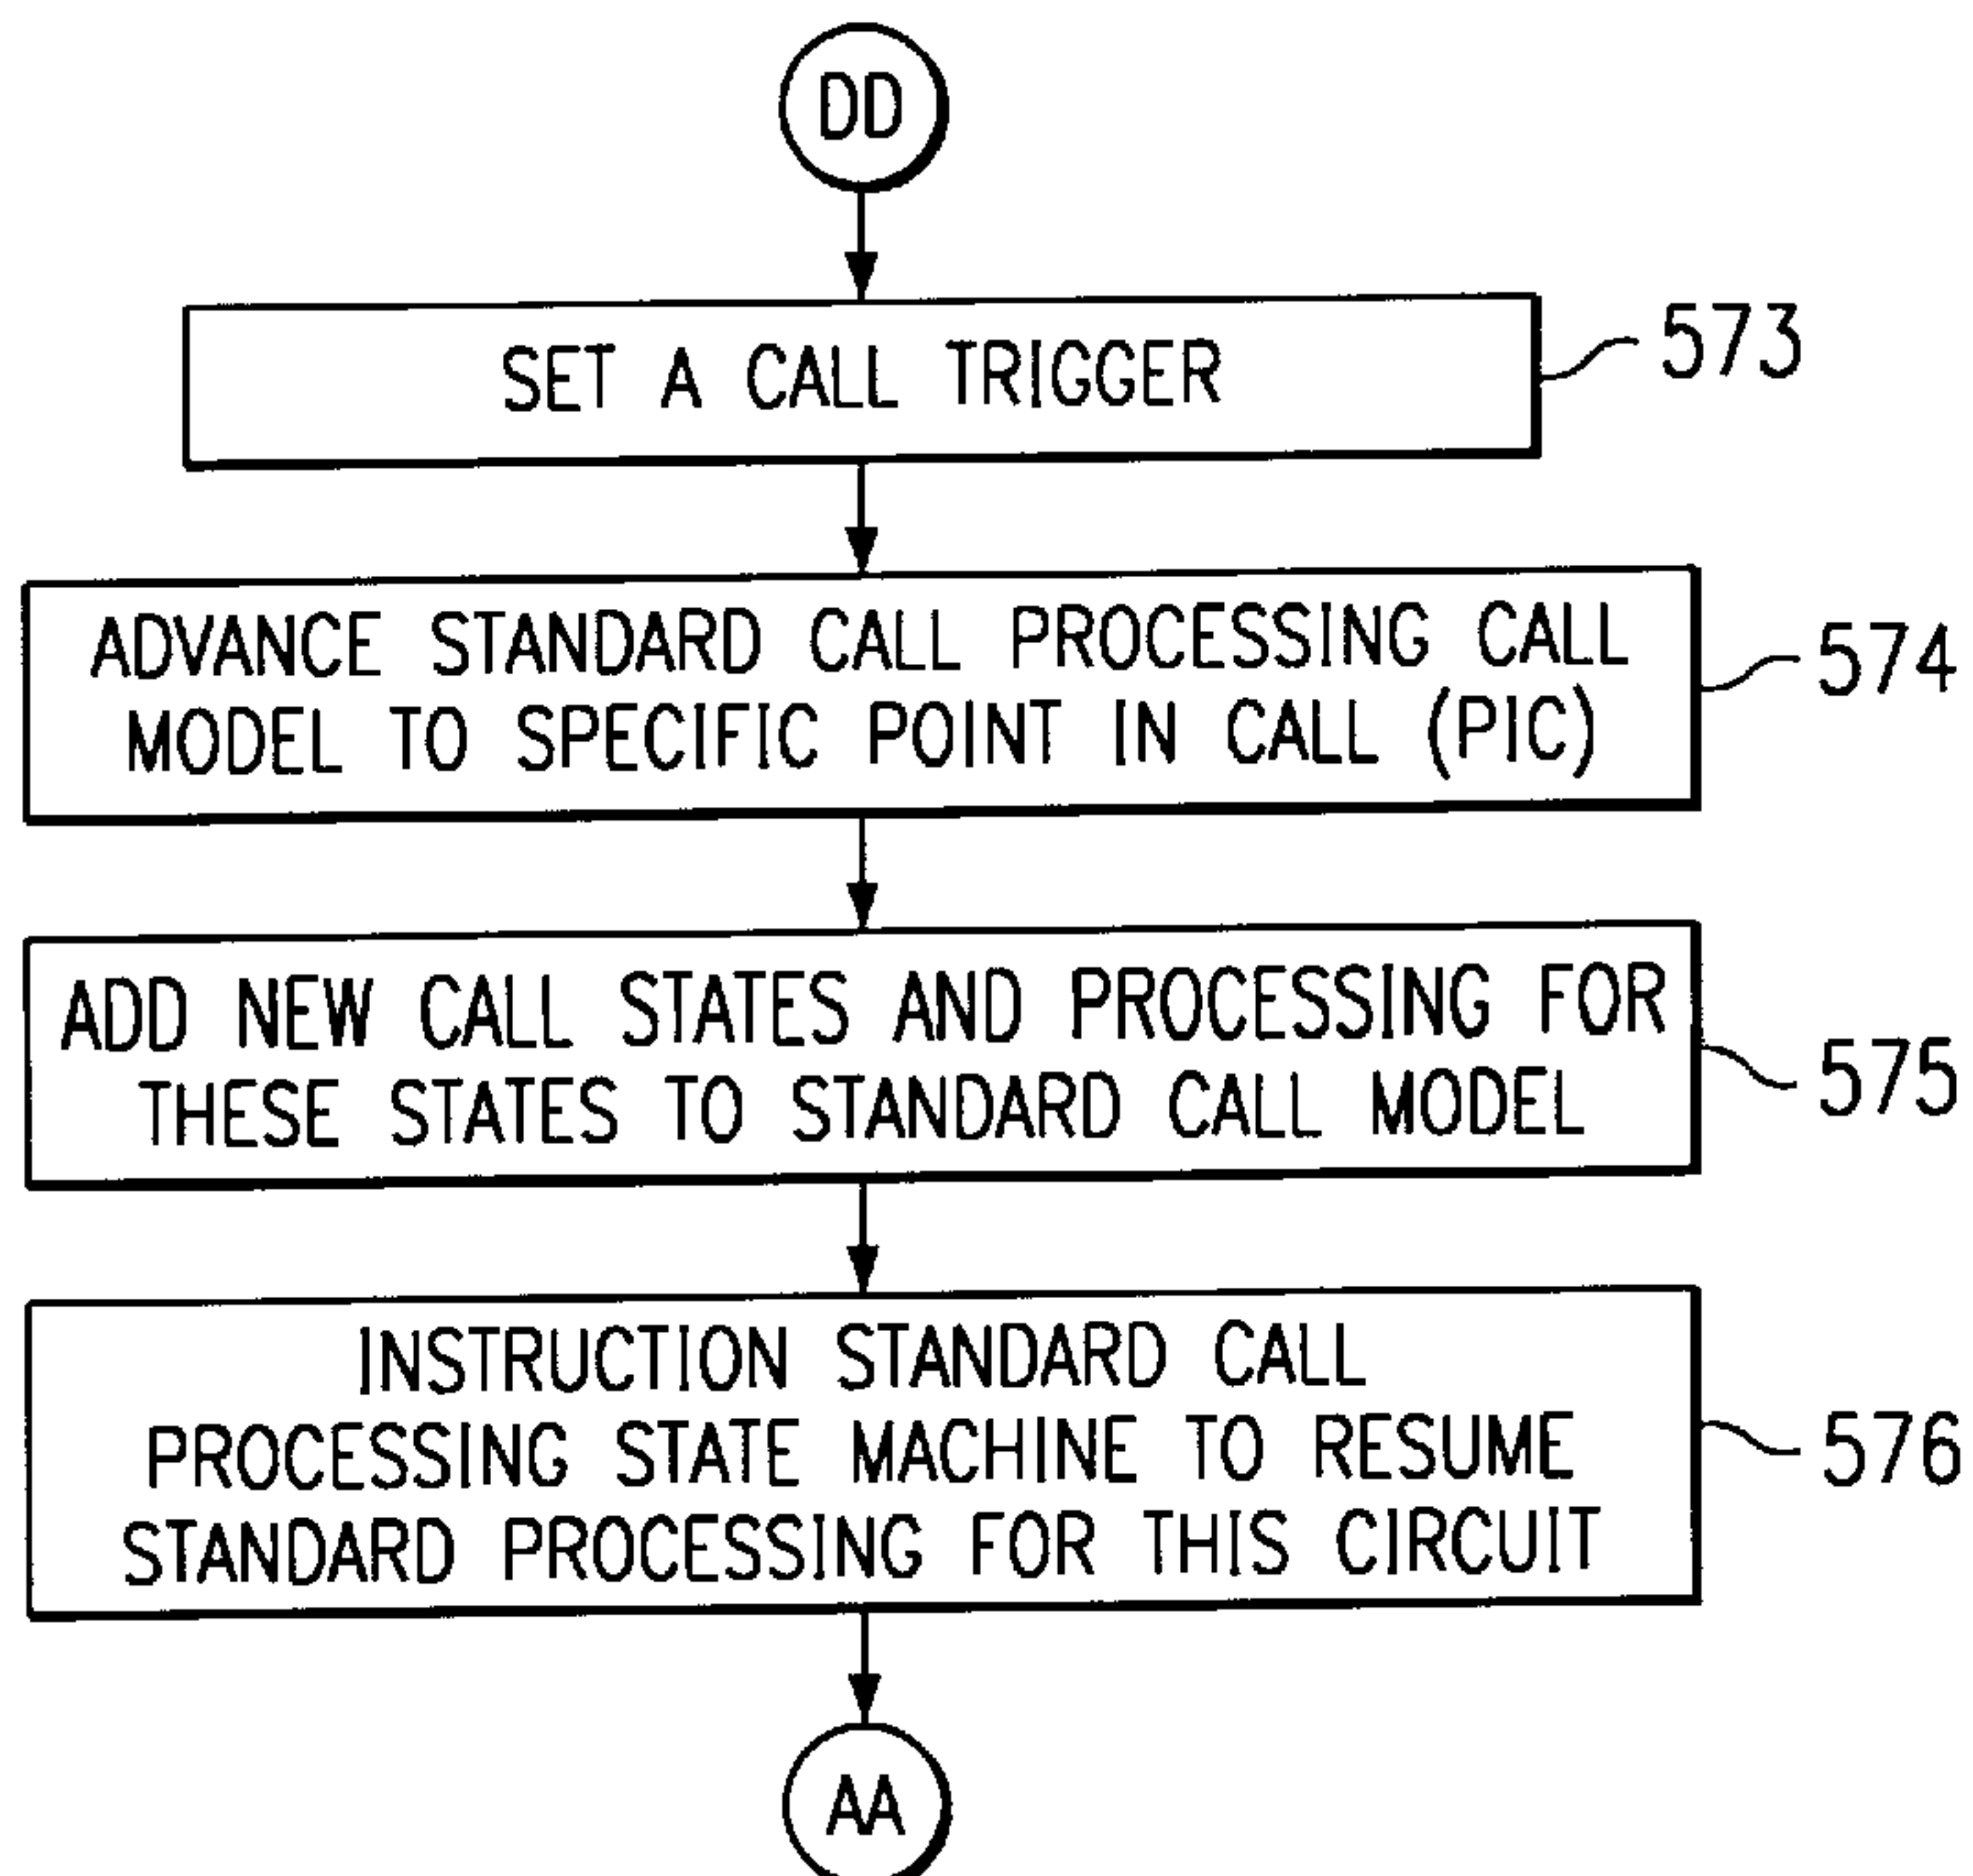 DD
SET A CALL TRIGGER
573
ADVANCE STANDARD CALL PROCESSING CALL
MODEL TO SPECIFIC POINT IN CALL (PIC)
574
ADD NEW CALL STATES AND PROCESSING FOR
THESE STATES TO STANDARD CALL MODEL
575
INSTRUCTION STANDARD CALL
PROCESSING STATE MACHINE TO RESUME
STANDARD PROCESSING FOR THIS CIRCUIT
576
AA